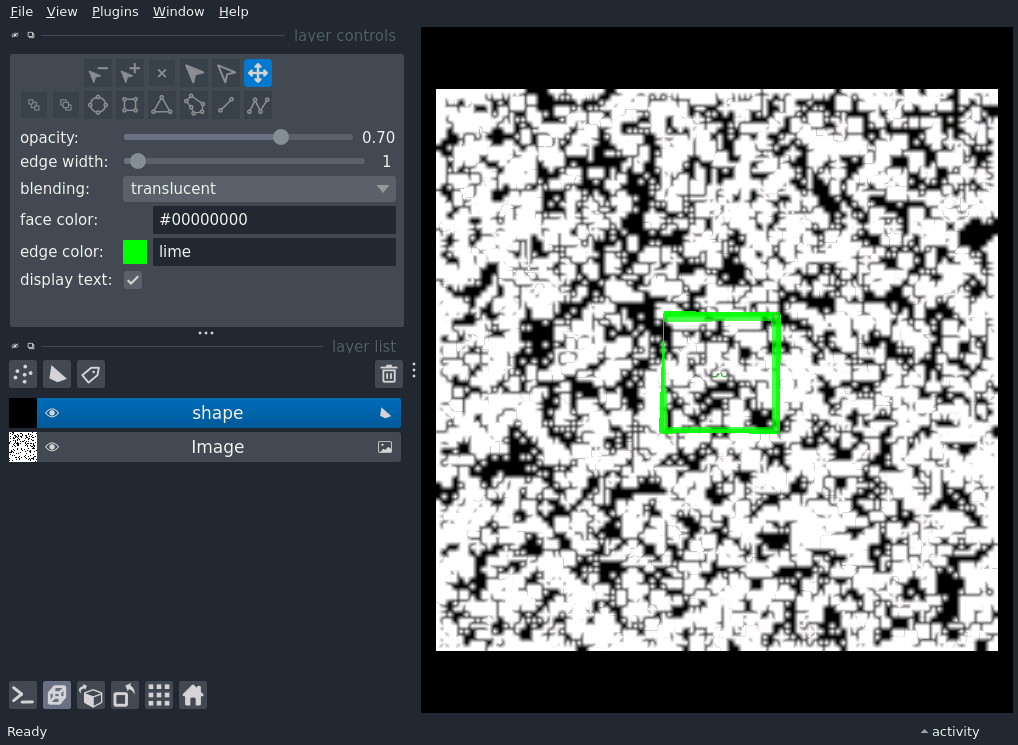 File View Plugins Window Help
layer controls
opacity: 0.70
edge width: 1
blending: translucent
face color: #00000000
edge color: lime
display text:
layer list
shape
Image
Ready
activity